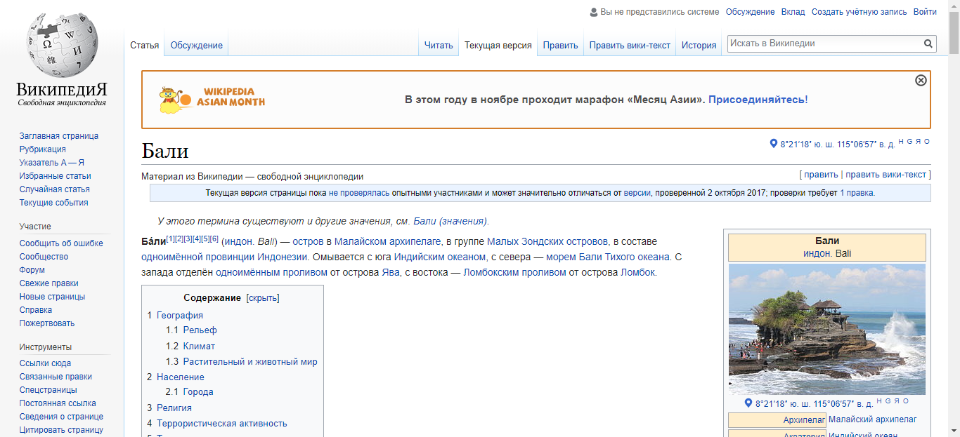 Вы не представились системе Обсуждение Вклад Создать учётную запись Войти
Статья Обсуждение Читать Текущая версия Править Править вики-текст История Искать в Википедии
ВикипедиЯ
Свободная энциклопедия
WIKIPEDIA
ASIAN MONTH
В этом году в ноябре проходит марафон «Месяц Азии». Присоединяйтесь!
Заглавная страница
Рубрикация
Указатель А — Я
Избранные статьи
Случайная статья
Текущие события
Участие
Сообщить об ошибке
Сообщество
Форум
Свежие правки
Новые страницы
Справка
Пожертвовать
Инструменты
Ссылки сюда
Связанные правки
Спецстраницы
Постоянная ссылка
Сведения о странице
Цитировать страницу
Бали
8°21′18″ ю. ш. 115°06′57″ в. д. H G Я O
Материал из Википедии — свободной энциклопедии
[ править | править вики-текст ]
Текущая версия страницы пока не проверялась опытными участниками и может значительно отличаться от версии, проверенной 2 октября 2017; проверки требует 1 правка.
У этого термина существуют и другие значения, см. Бали (значения).
Ба́ли[1][2][3][4][5][6] (индон. Bali) — остров в Малайском архипелаге, в группе Малых Зондских островов, в составе
одноимённой провинции Индонезии. Омывается с юга Индийским океаном, с севера — морем Бали Тихого океана. С
запада отделён одноимённым проливом от острова Ява, с востока — Ломбокским проливом от острова Ломбок.
Содержание [скрыть]
1 География
1.1 Рельеф
1.2 Климат
1.3 Растительный и животный мир
2 Население
2.1 Города
3 Религия
4 Террористическая активность
Бали
индон. Bali
8°21′18″ ю. ш. 115°06′57″ в. д. H G Я O
Архипелаг Малайский архипелаг
Акватория Индийский океан